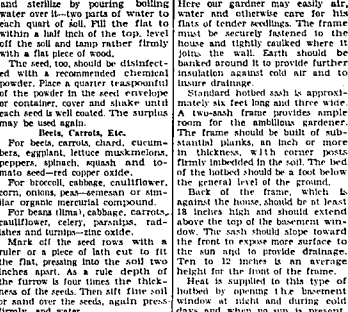 and sterilize by pouring boiling
water over it—two parts of water to
each quart of soil. Fill the flat to
within a half inch of the top, level
off the soil and tamp rather firmly
with a flat piece of wood.
The seed, too, should be disinfect-
ed with a recommended chemical
powder. Place a quarter teaspoonful
of the powder in the seed envelope
or container, cover and shake until
each seed is well coated. The surplus
may be used again.
Beets, Carrots, Etc.
For beets, carrots, chard, cucum-
bers, eggplant, lettuce muskmelons,
peppers, spinach, squash and to-
mato seed—red copper oxide.
For broccoli, cabbage, cauliflower,
corn, onions, peas—semesan or sim-
ilar organic mercurial compound.
For beans (lima), cabbage, carrots,
cauliflower, celery, parsnips, rad-
ishes and turnips—zinc oxide.
Mark off the seed rows with a
ruler or a piece of lath cut to fit
the flat, pressing into the soil two
inches apart. As a rule depth of
the furrow is four times the thick-
ness of the seeds. Then sift fine soil
or sand over the seeds, again press
firmly, and water
Here our gardener may easily air,
water and otherwise care for his
flats of tender seedlings. The frame
must be securely fastened to the
house and tightly caulked where it
joins the wall. Earth should be
banked around it to provide further
insulation against cold air and to
insure drainage.
Standard hotbed sash is approxi-
mately six feet long and three wide.
A two-sash frame provides ample
room for the ambitious gardener.
The frame should be built of sub-
stantial planks, an inch or more
in thickness, with corner posts
firmly imbedded in the soil. The bed
of the hotbed should be a foot below
the general level of the ground.
Back of the frame, which is
against the house, should be at least
18 inches high and should extend
above the top of the basement win-
dow. The sash should slope toward
the front to expose more surface to
the sun and to provide drainage.
Ten to 12 inches is an average
height for the front of the frame.
Heat is supplied to this type of
hotbed by opening the basement
window at night and during cold
days and when no sun is present